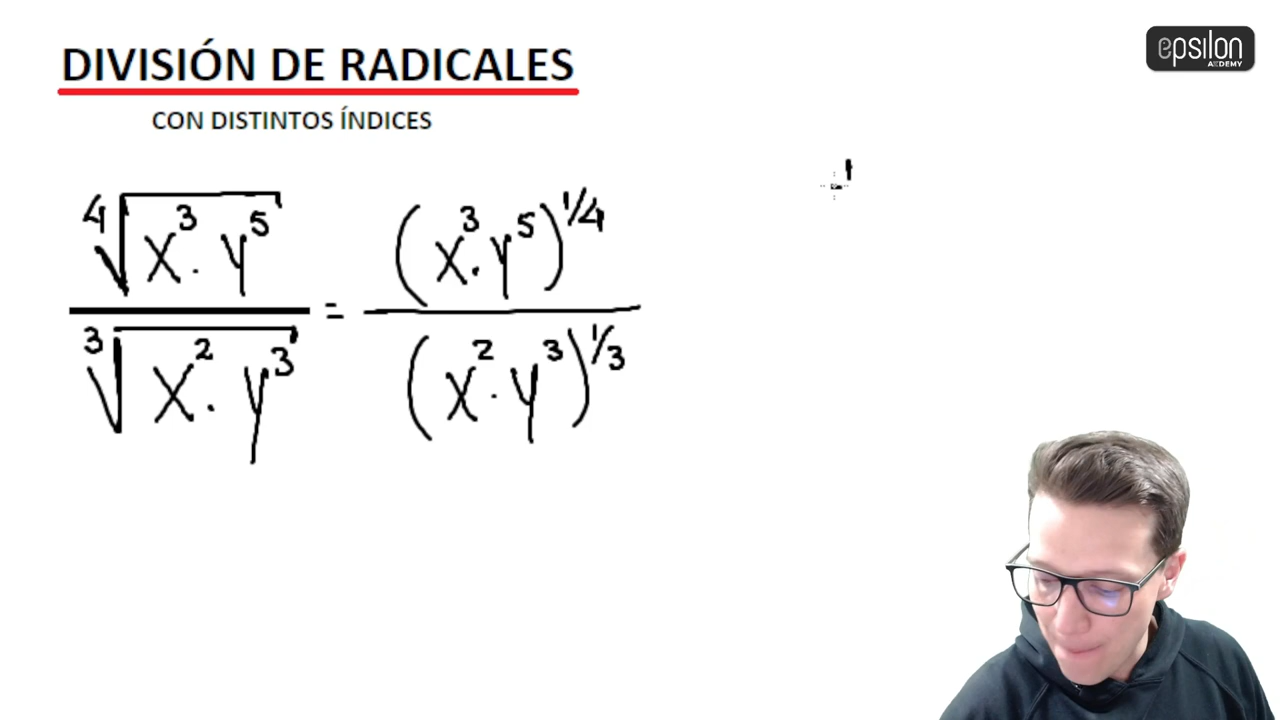 DIVISIÓN DE RADICALES
epsilon
AKDEMY
CON DISTINTOS ÍNDICES
⁴√(x³ · y⁵) / ³√(x² · y³) = (x³ · y⁵)^1/4 / (x² · y³)^1/3